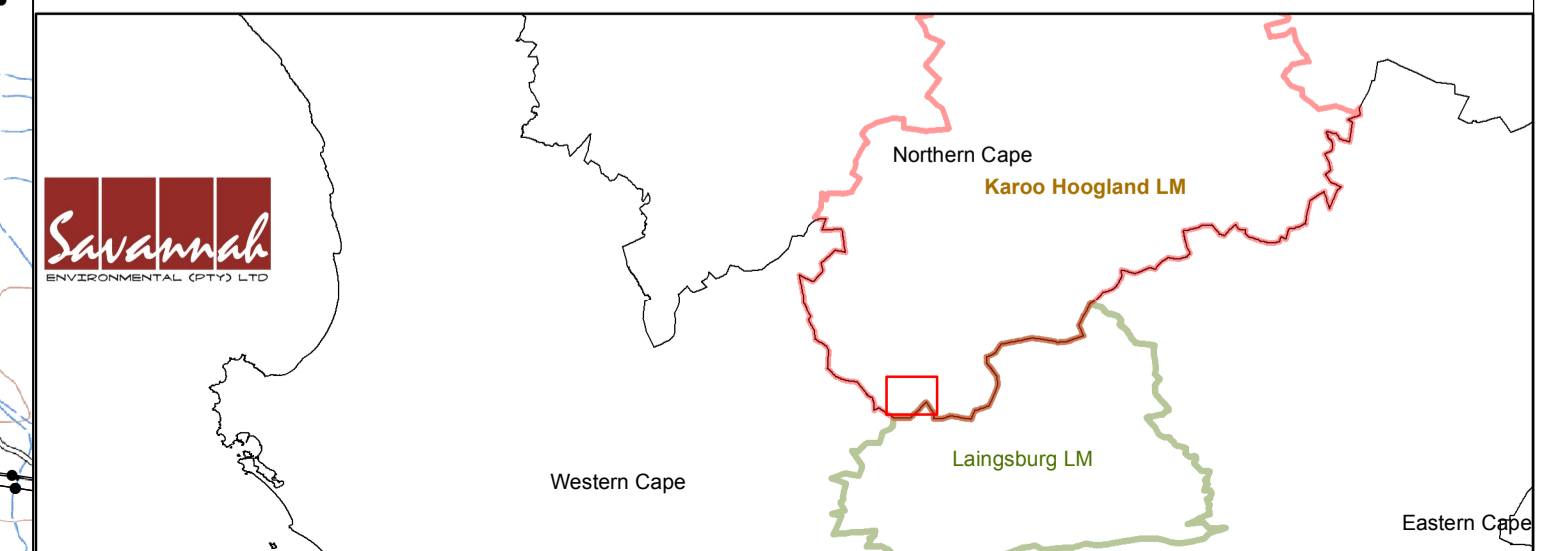 Northern Cape
Karoo Hoogland LM
Savannah
ENVIRONMENTAL (PTY) LTD
Laingsburg LM
Western Cape
Eastern Cape